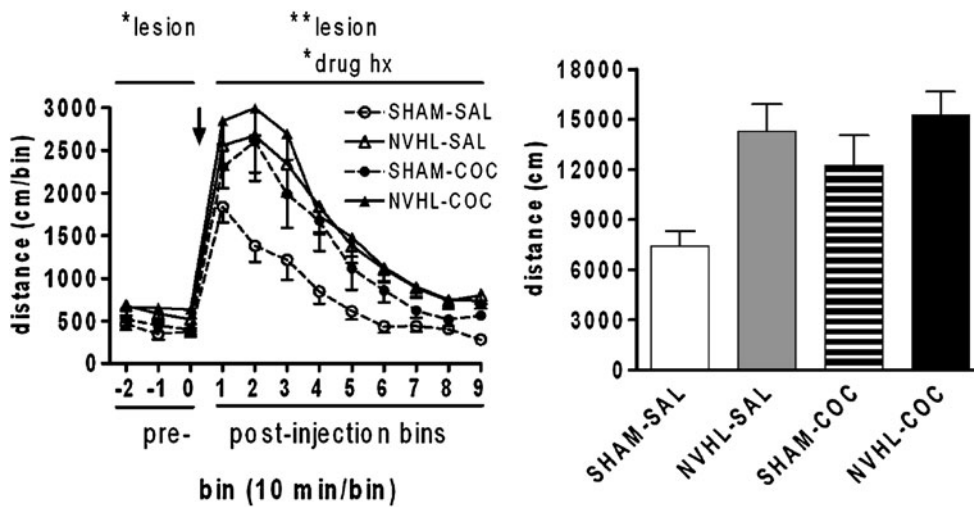 *lesion
**lesion
*drug hx
distance (cm/bin)
3000
2500
2000
1500
1000
500
0
SHAM-SAL
NVHL-SAL
SHAM-COC
NVHL-COC
-2 -1 0 1 2 3 4 5 6 7 8 9
pre- post-injection bins
bin (10 min/bin)
distance (cm)
18000
15000
12000
9000
6000
3000
0
SHAM-SAL
NVHL-SAL
SHAM-COC
NVHL-COC